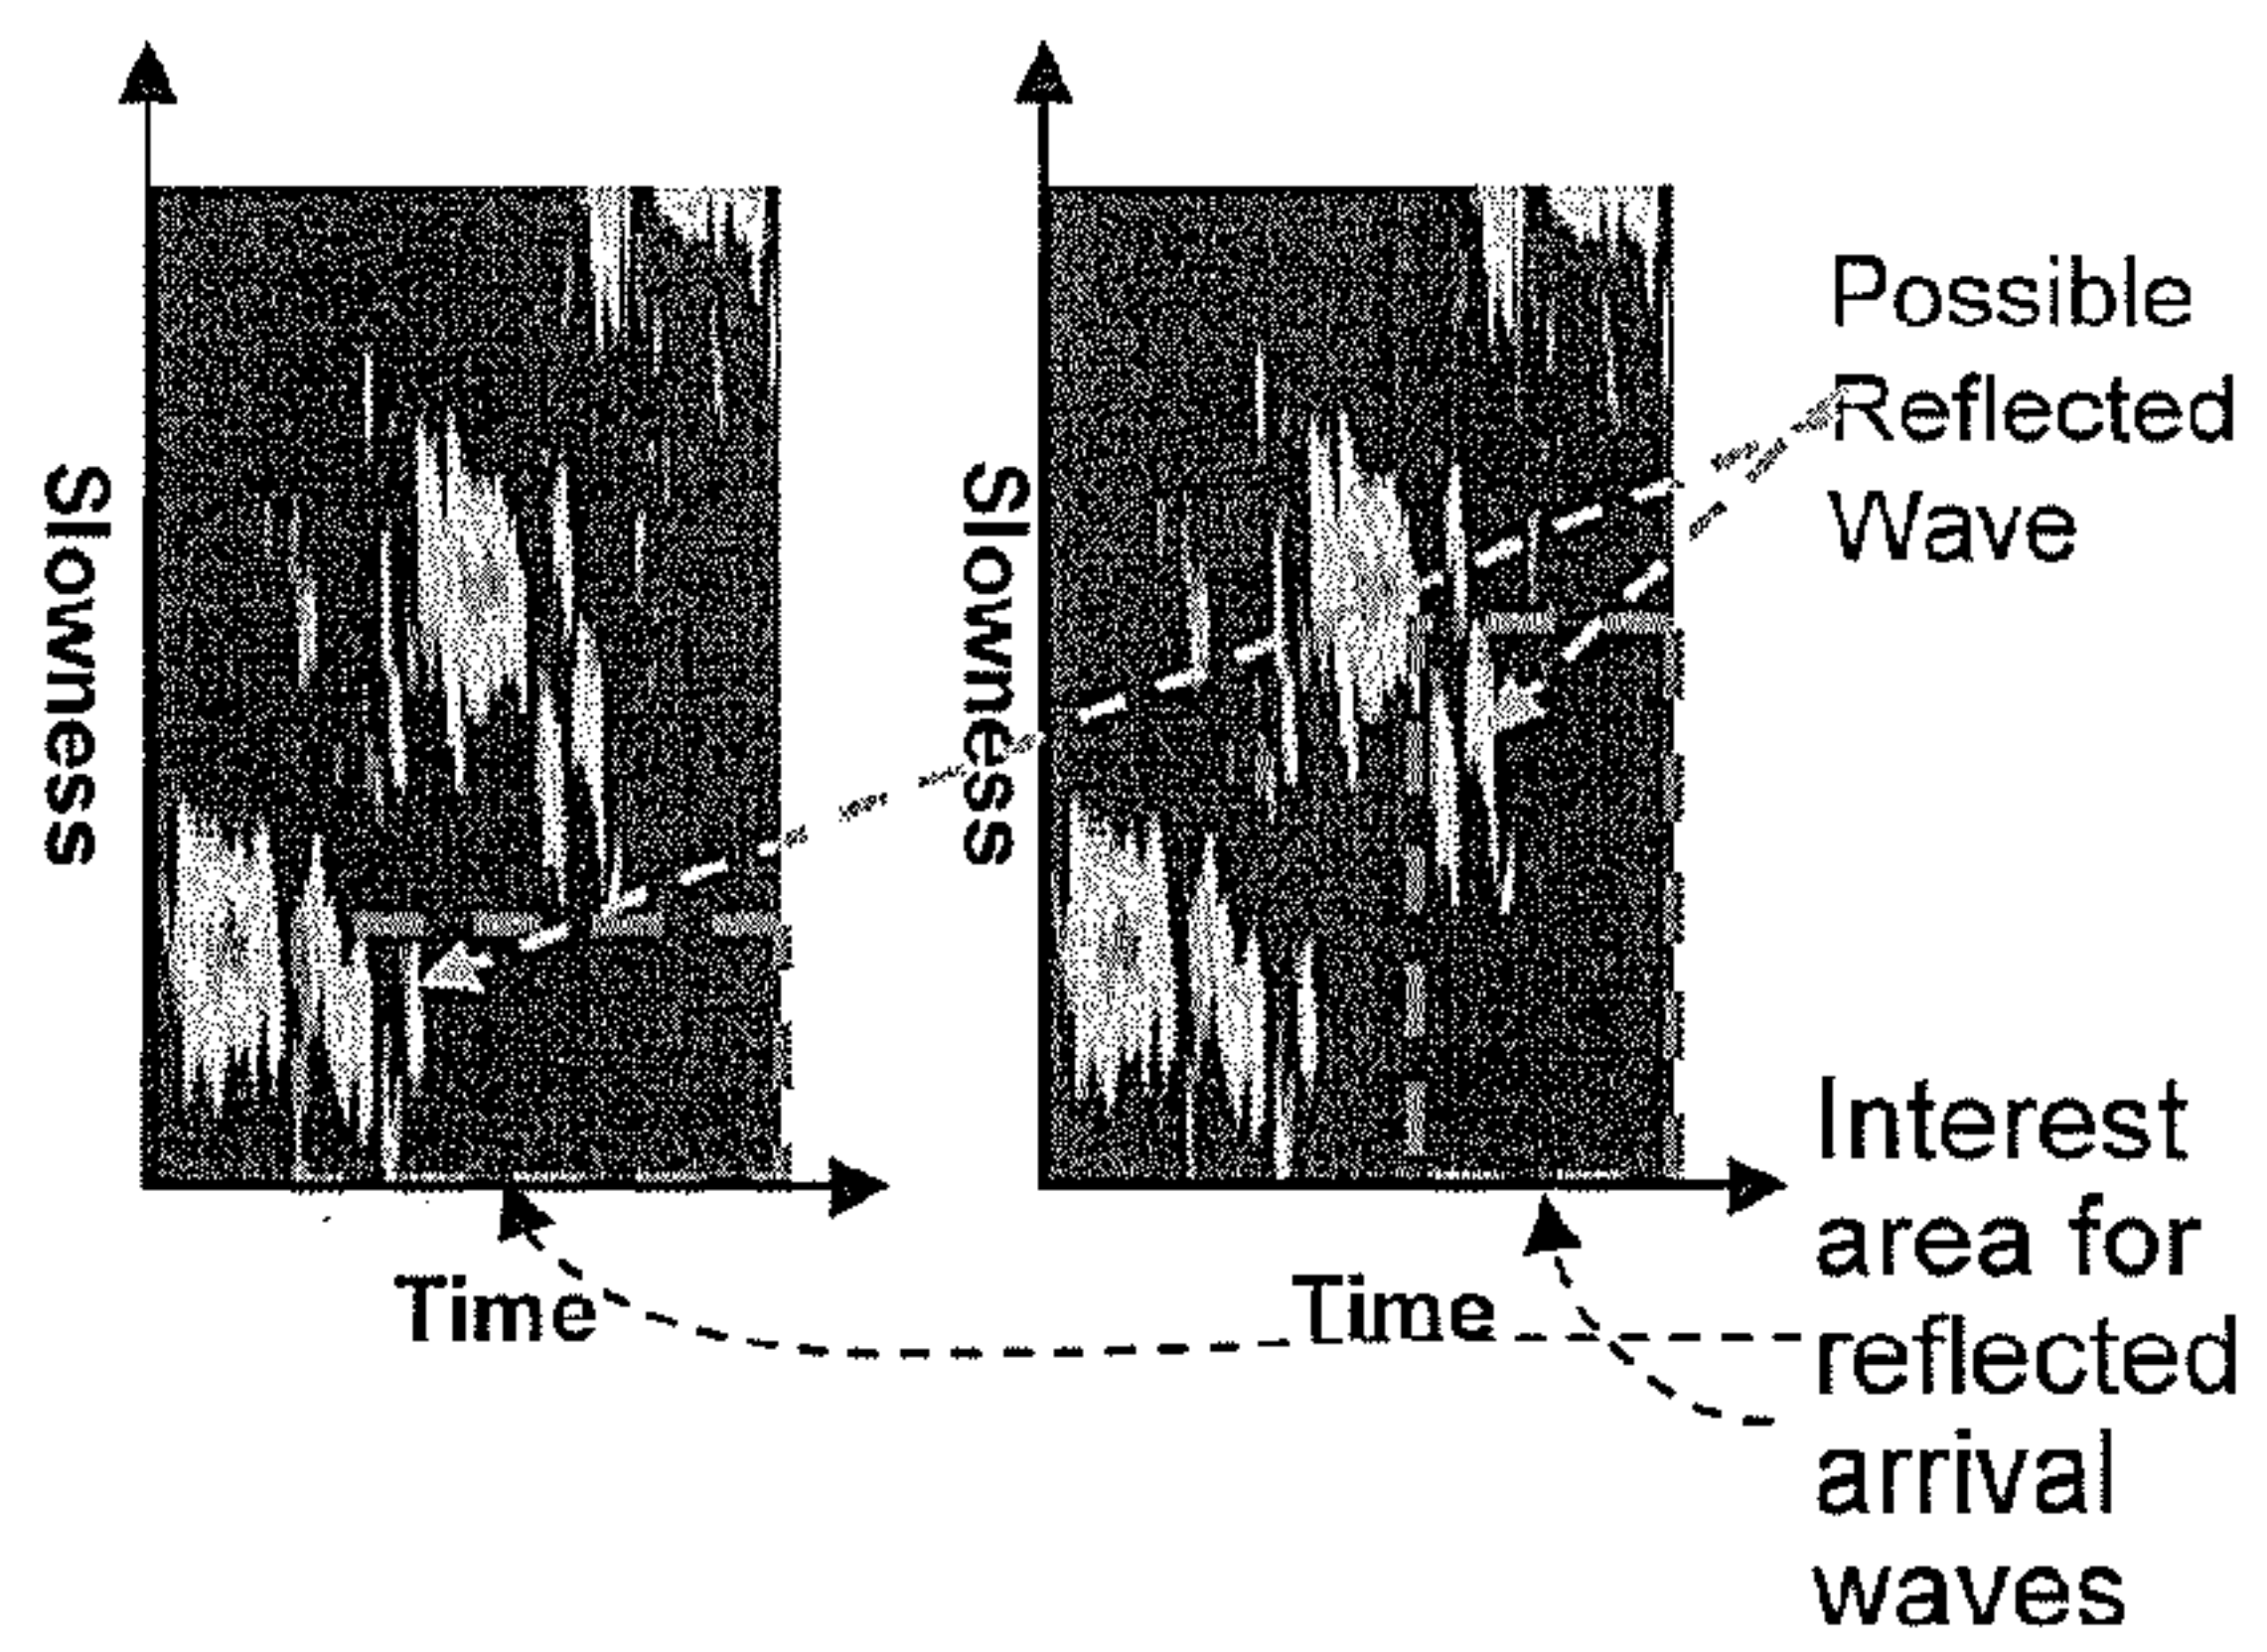 Slowness
Time
Slowness
Time
Possible
Reflected
Wave
Interest
area for
reflected
arrival
waves